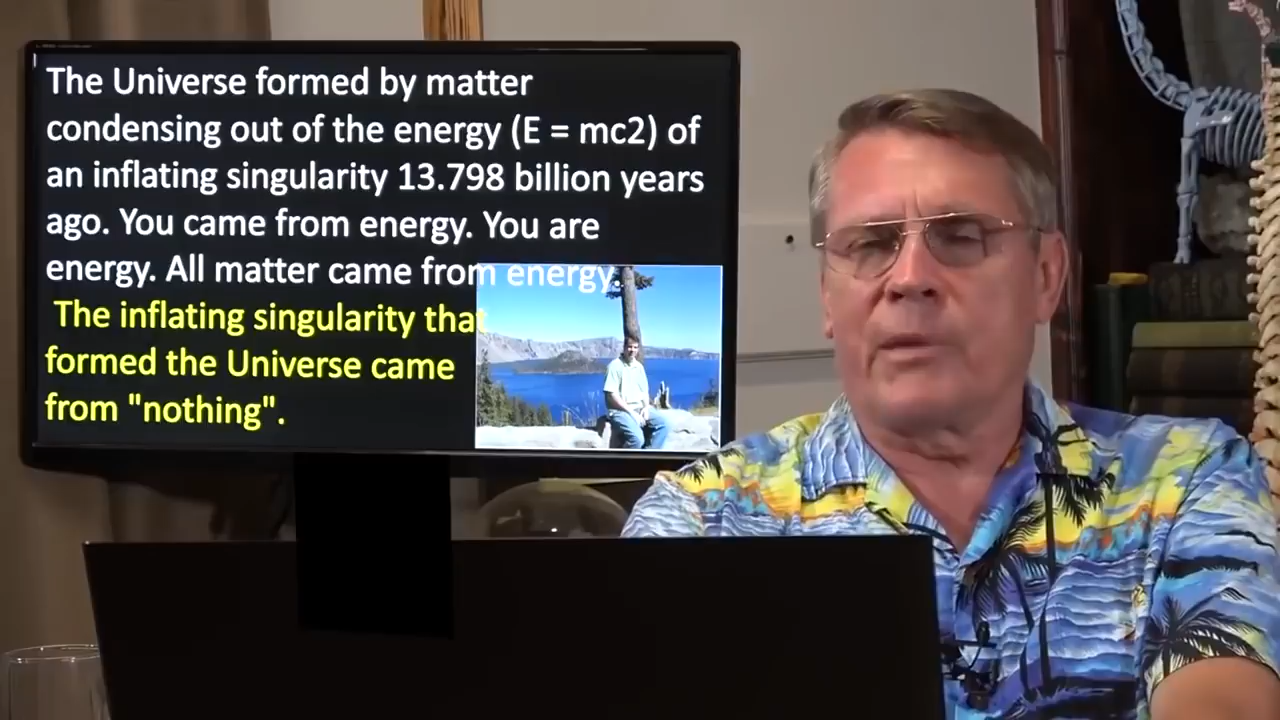 The Universe formed by matter
condensing out of the energy (E = mc2) of
an inflating singularity 13.798 billion years
ago. You came from energy. You are
energy. All matter came from energy.
The inflating singularity that
formed the Universe came
from "nothing".